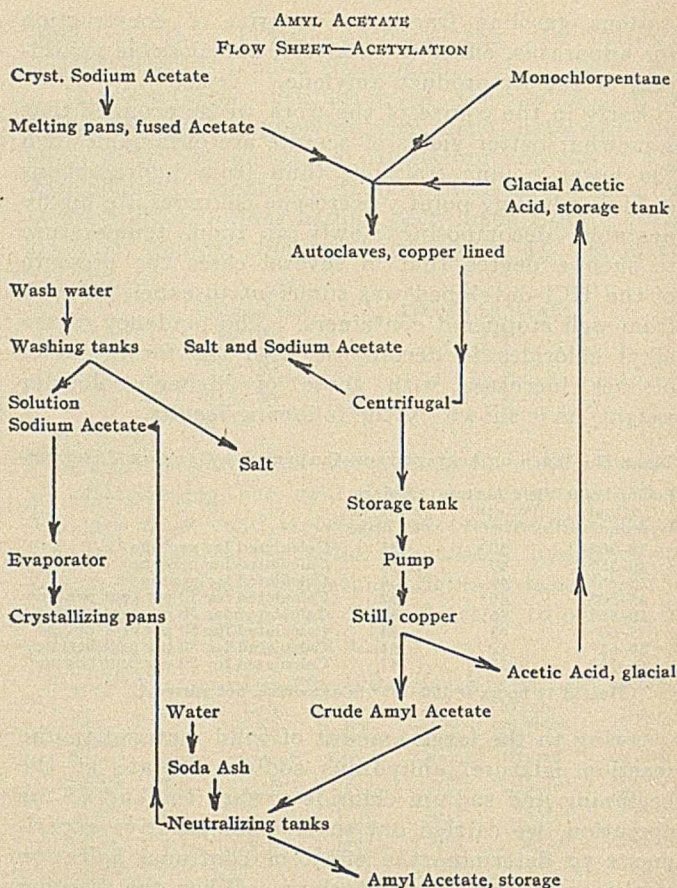 AMYL ACETATE
FLOW SHEET—ACETYLATION
Cryst. Sodium Acetate
Monochlorpentane
Melting pans, fused Acetate
Glacial Acetic
Acid, storage tank
Autoclaves, copper lined
Wash water
Washing tanks
Salt and Sodium Acetate
Solution
Sodium Acetate
Centrifugal
Salt
Storage tank
Evaporator
Pump
Crystallizing pans
Still, copper
Acetic Acid, glacial
Water
Crude Amyl Acetate
Soda Ash
Neutralizing tanks
Amyl Acetate, storage